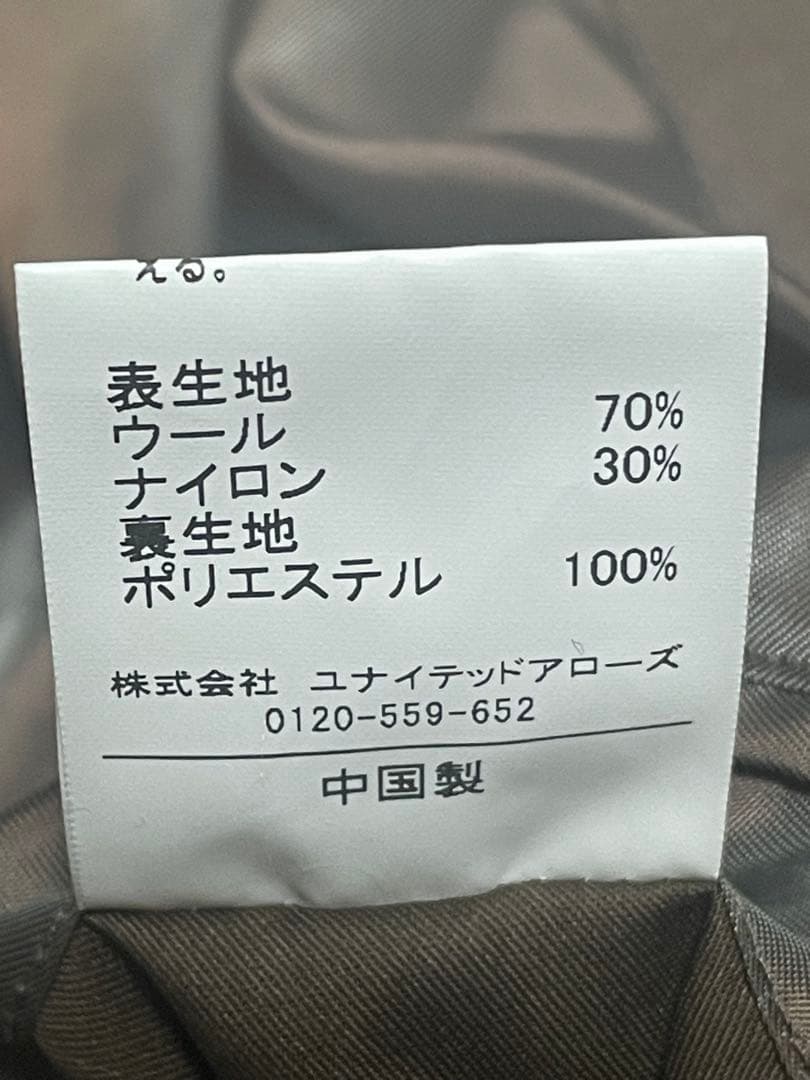 える。
表生地
ウール 70%
ナイロン 30%
裏生地
ポリエステル 100%
株式会社 ユナイテッドアローズ
0120-559-652
中国製